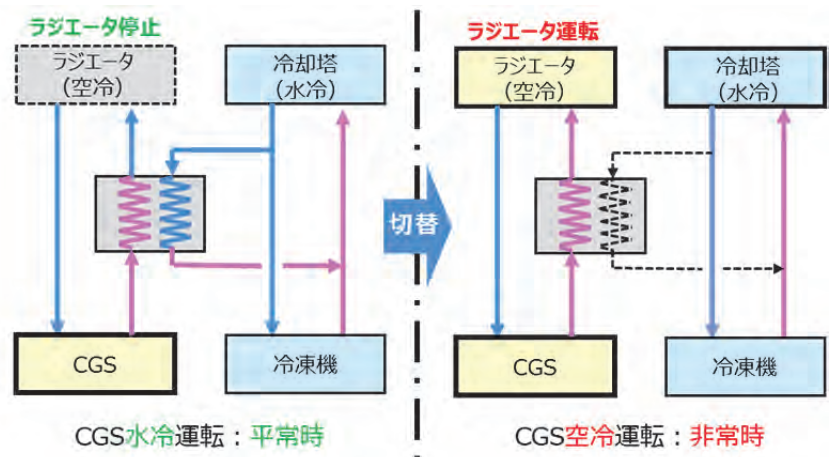 ラジエータ停止
ラジエータ
(空冷)
冷却塔
(水冷)
CGS
冷凍機
CGS水冷運転：平常時
切替
ラジエータ運転
ラジエータ
(空冷)
冷却塔
(水冷)
CGS
冷凍機
CGS空冷運転：非常時